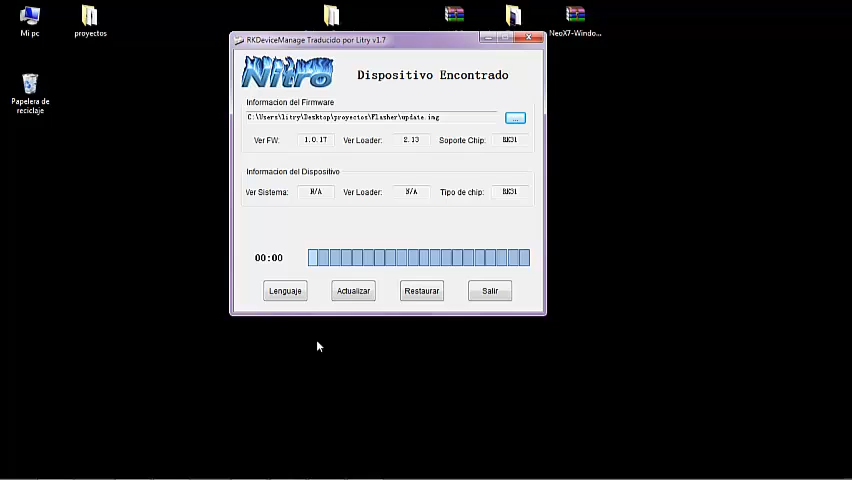 Mi pc
proyectos
NeoX7-Windo...
Papelera de
reciclaje
RKDeviceManage Traducido por Litry v1.7
Nitro
Dispositivo Encontrado
Informacion del Firmware
C:\Users\litry\Desktop\proyectos\Flasher\update.img
...
Ver FW:
1.0.17
Ver Loader:
2.13
Soporte Chip:
RK31
Informacion del Dispositivo
Ver Sistema:
N/A
Ver Loader:
N/A
Tipo de chip:
RK31
00:00
Lenguaje
Actualizar
Restaurar
Salir